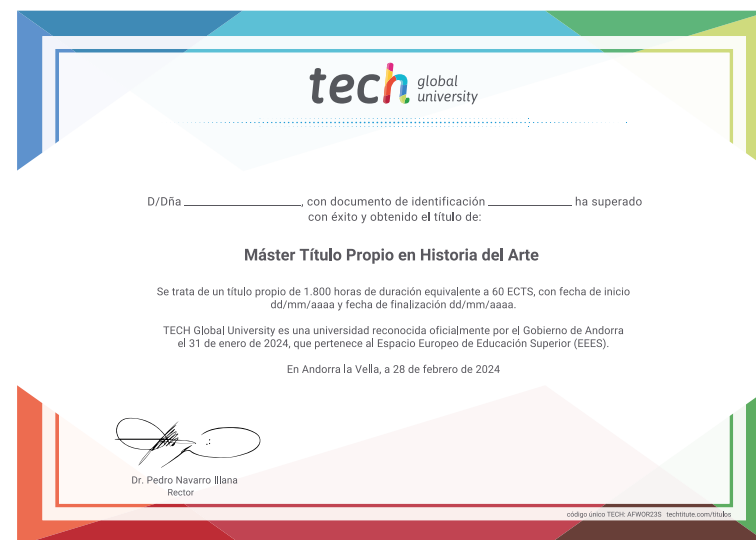 tech global university
D/Dña ________________, con documento de identificación ____________ ha superado
con éxito y obtenido el título de:
Máster Título Propio en Historia del Arte
Se trata de un título propio de 1.800 horas de duración equivalente a 60 ECTS, con fecha de inicio
dd/mm/aaaa y fecha de finalización dd/mm/aaaa.
TECH Global University es una universidad reconocida oficialmente por el Gobierno de Andorra
el 31 de enero de 2024, que pertenece al Espacio Europeo de Educación Superior (EEES).
En Andorra la Vella, a 28 de febrero de 2024
Dr. Pedro Navarro Illana
Rector
código único TECH: AFWOR23S techtitute.com/titulos